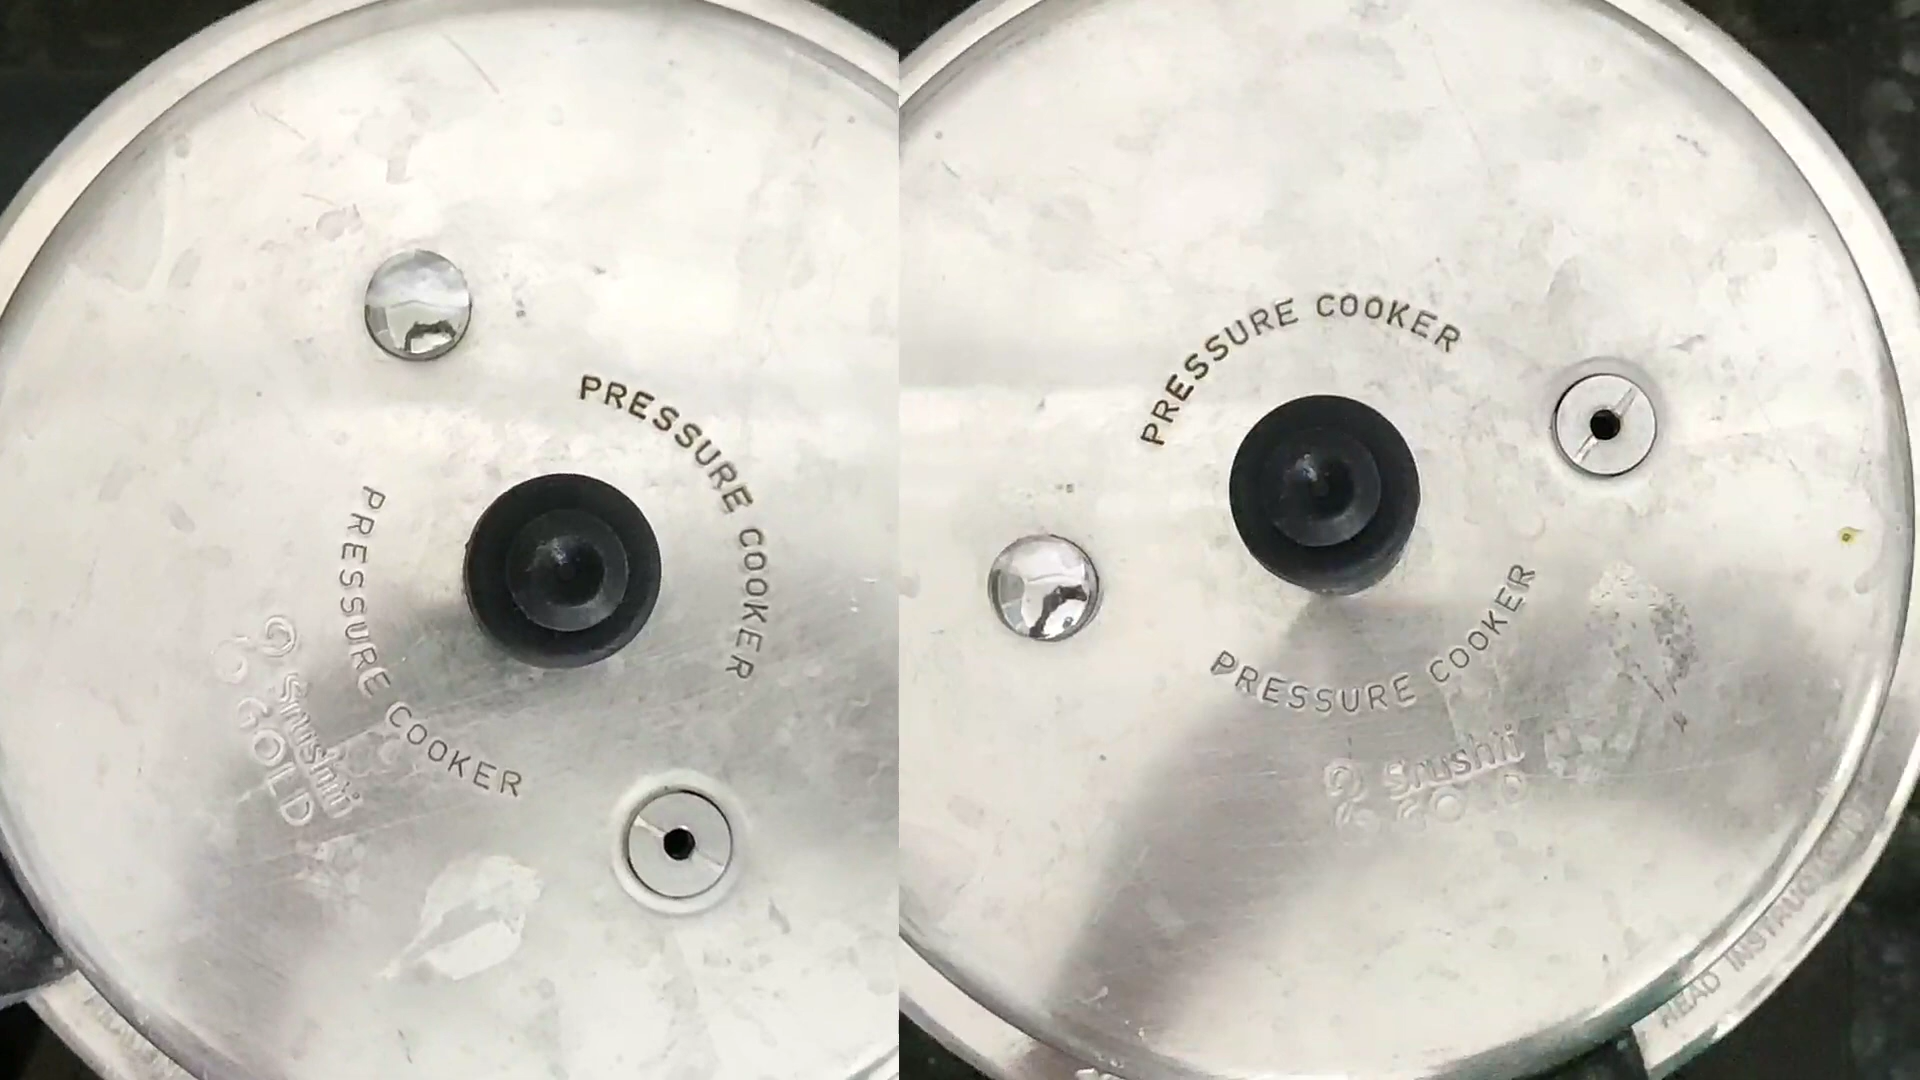 PRESSURE COOKER
PRESSURE COOKER
Srushti
GOLD
PRESSURE COOKER
PRESSURE COOKER
Srushti
GOLD
READ INSTRUCTIONS